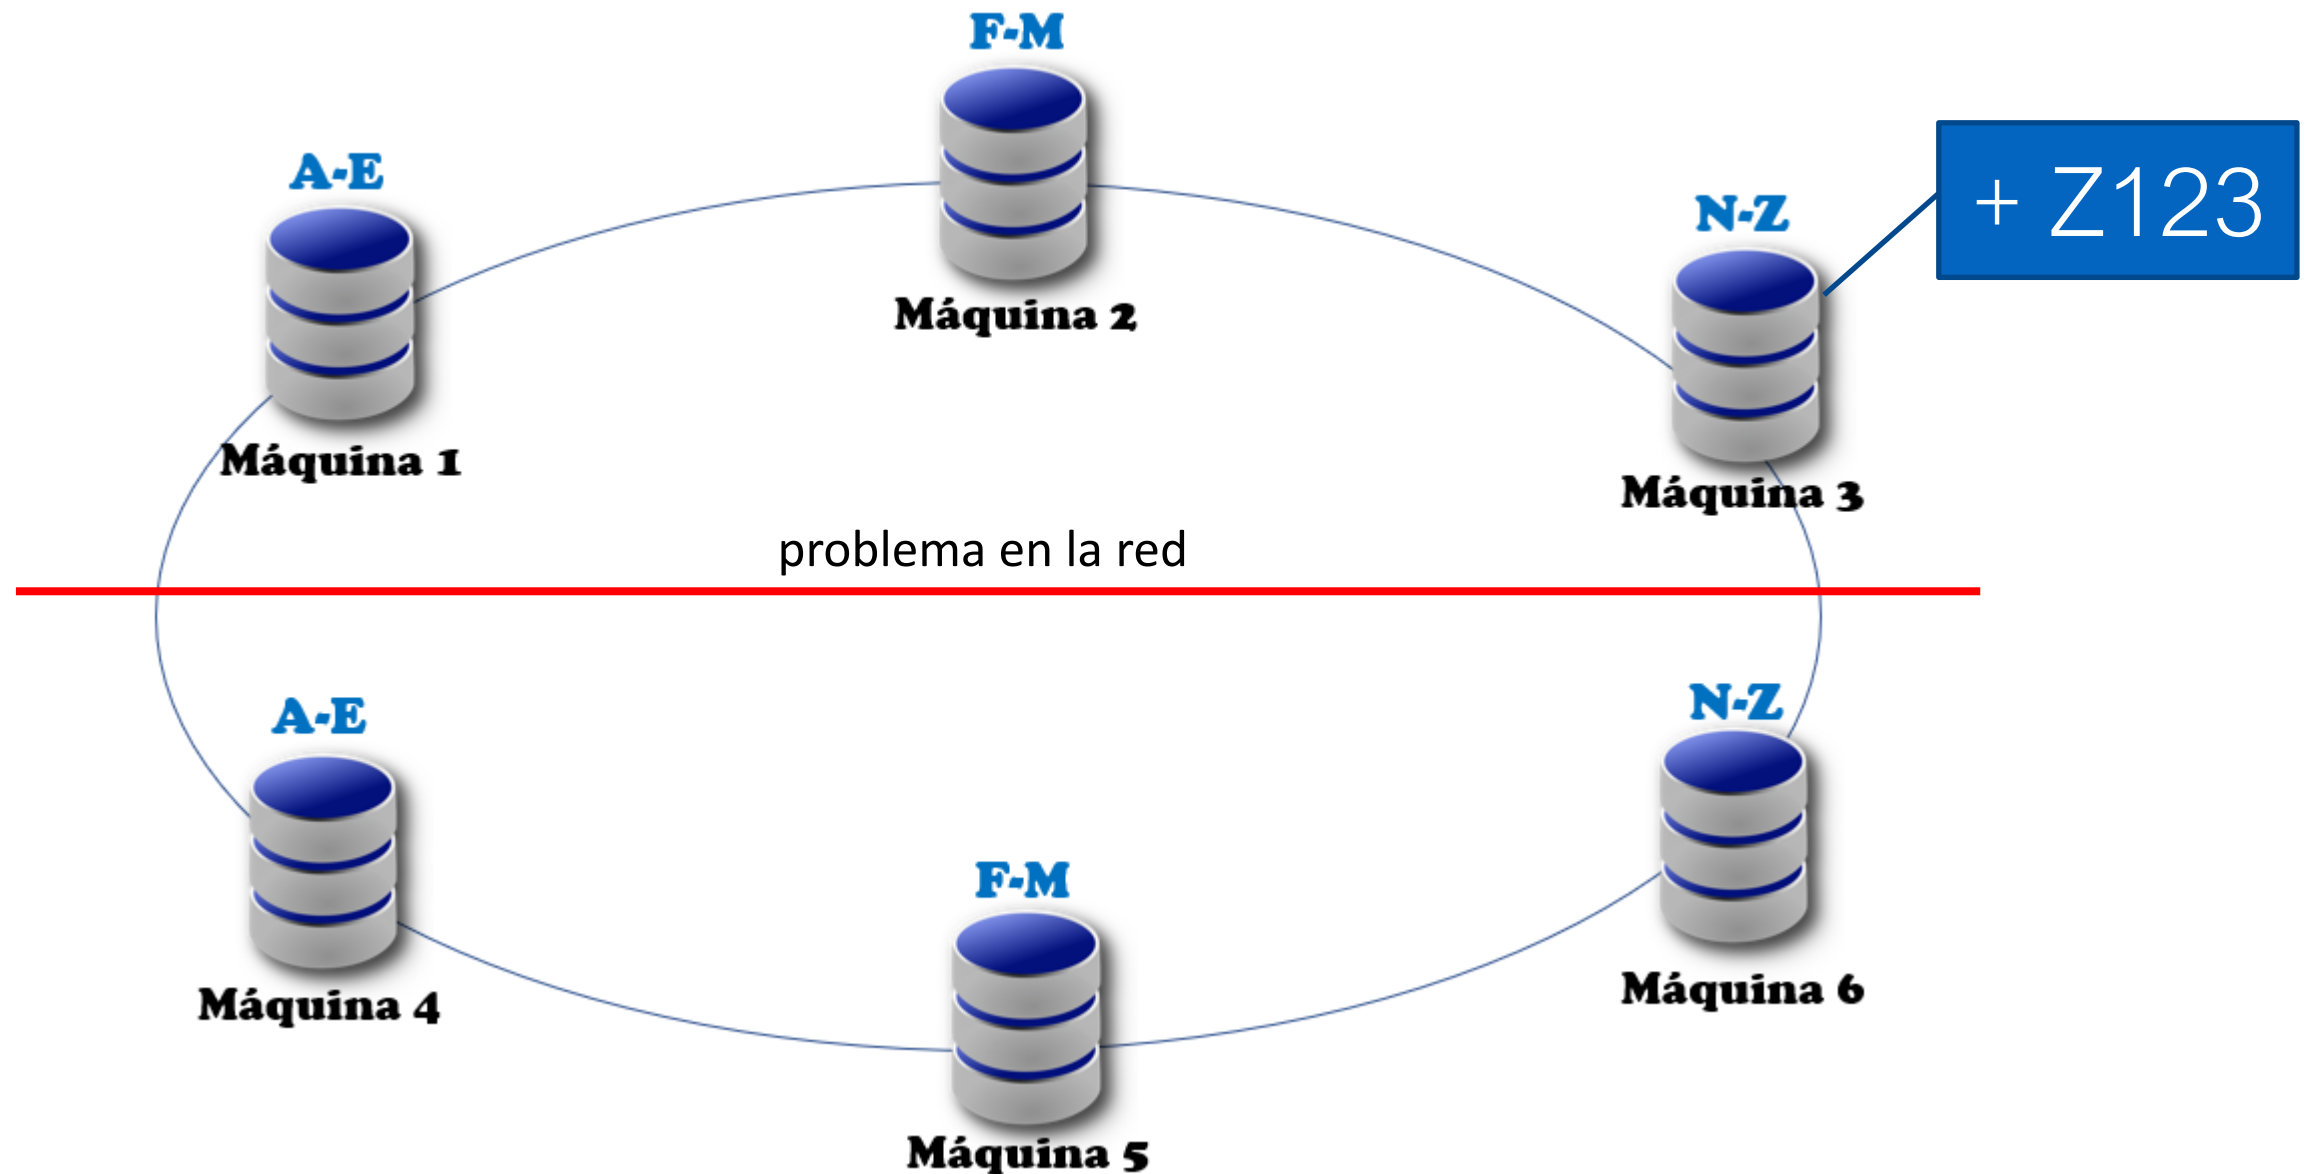 F-M
A-E
+ Z123
N-Z
Máquina 2
Máquina 1
Máquina 3
problema en la red
A-E
N-Z
F-M
Máquina 4
Máquina 6
Máquina 5